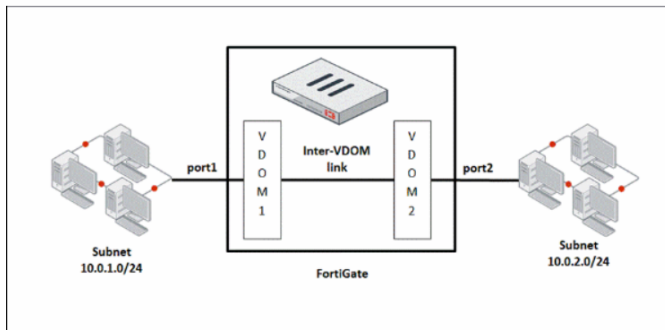 V
D
O
M
1
Inter-VDOM
link
V
D
O
M
2
port1
port2
Subnet
10.0.1.0/24
Subnet
10.0.2.0/24
FortiGate